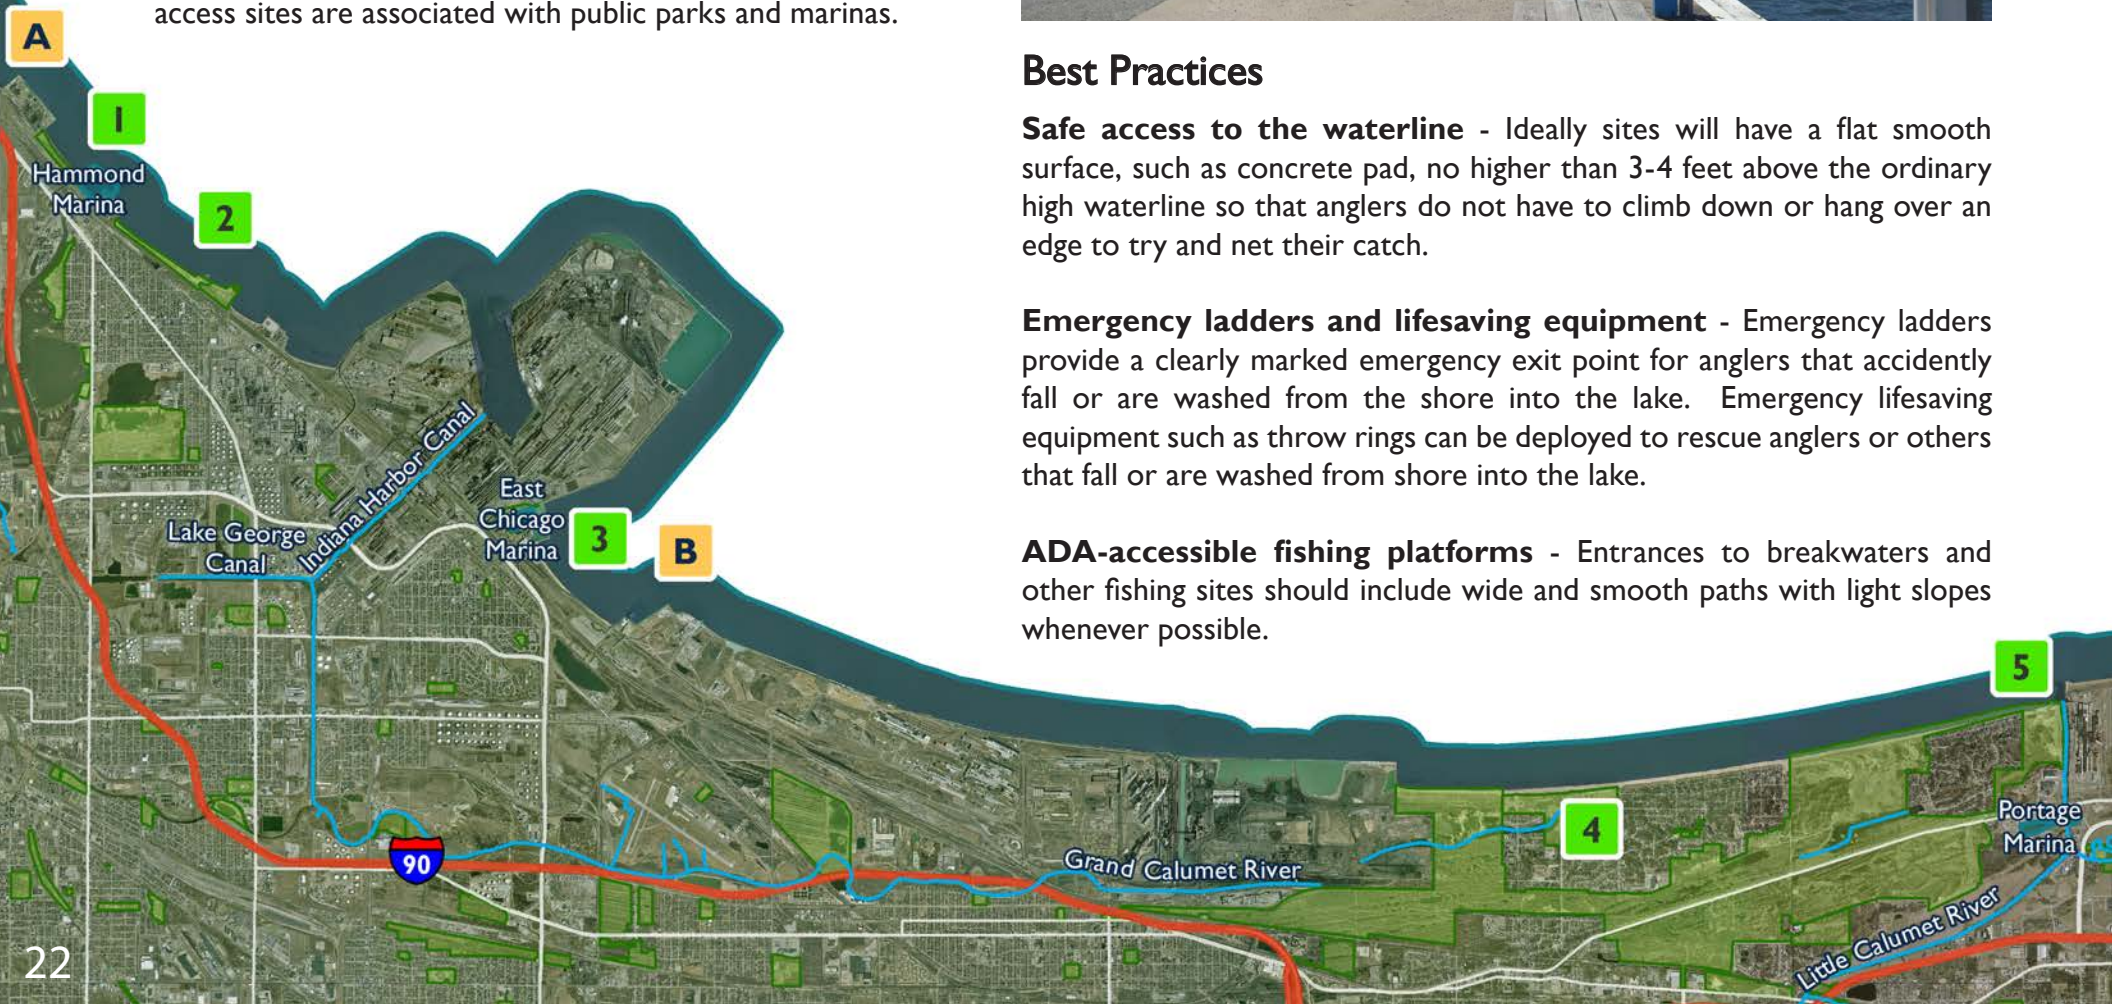 access sites are associated with public parks and marinas.
Best Practices
Safe access to the waterline - Ideally sites will have a flat smooth
surface, such as concrete pad, no higher than 3-4 feet above the ordinary
high waterline so that anglers do not have to climb down or hang over an
edge to try and net their catch.
Emergency ladders and lifesaving equipment - Emergency ladders
provide a clearly marked emergency exit point for anglers that accidently
fall or are washed from the shore into the lake. Emergency lifesaving
equipment such as throw rings can be deployed to rescue anglers or others
that fall or are washed from shore into the lake.
ADA-accessible fishing platforms - Entrances to breakwaters and
other fishing sites should include wide and smooth paths with light slopes
whenever possible.
A
1
Hammond
Marina
2
Indiana Harbor Canal
East
Chicago
Marina
3
B
Lake George
Canal
5
4
Portage
Marina
90
Grand Calumet River
Little Calumet River
22